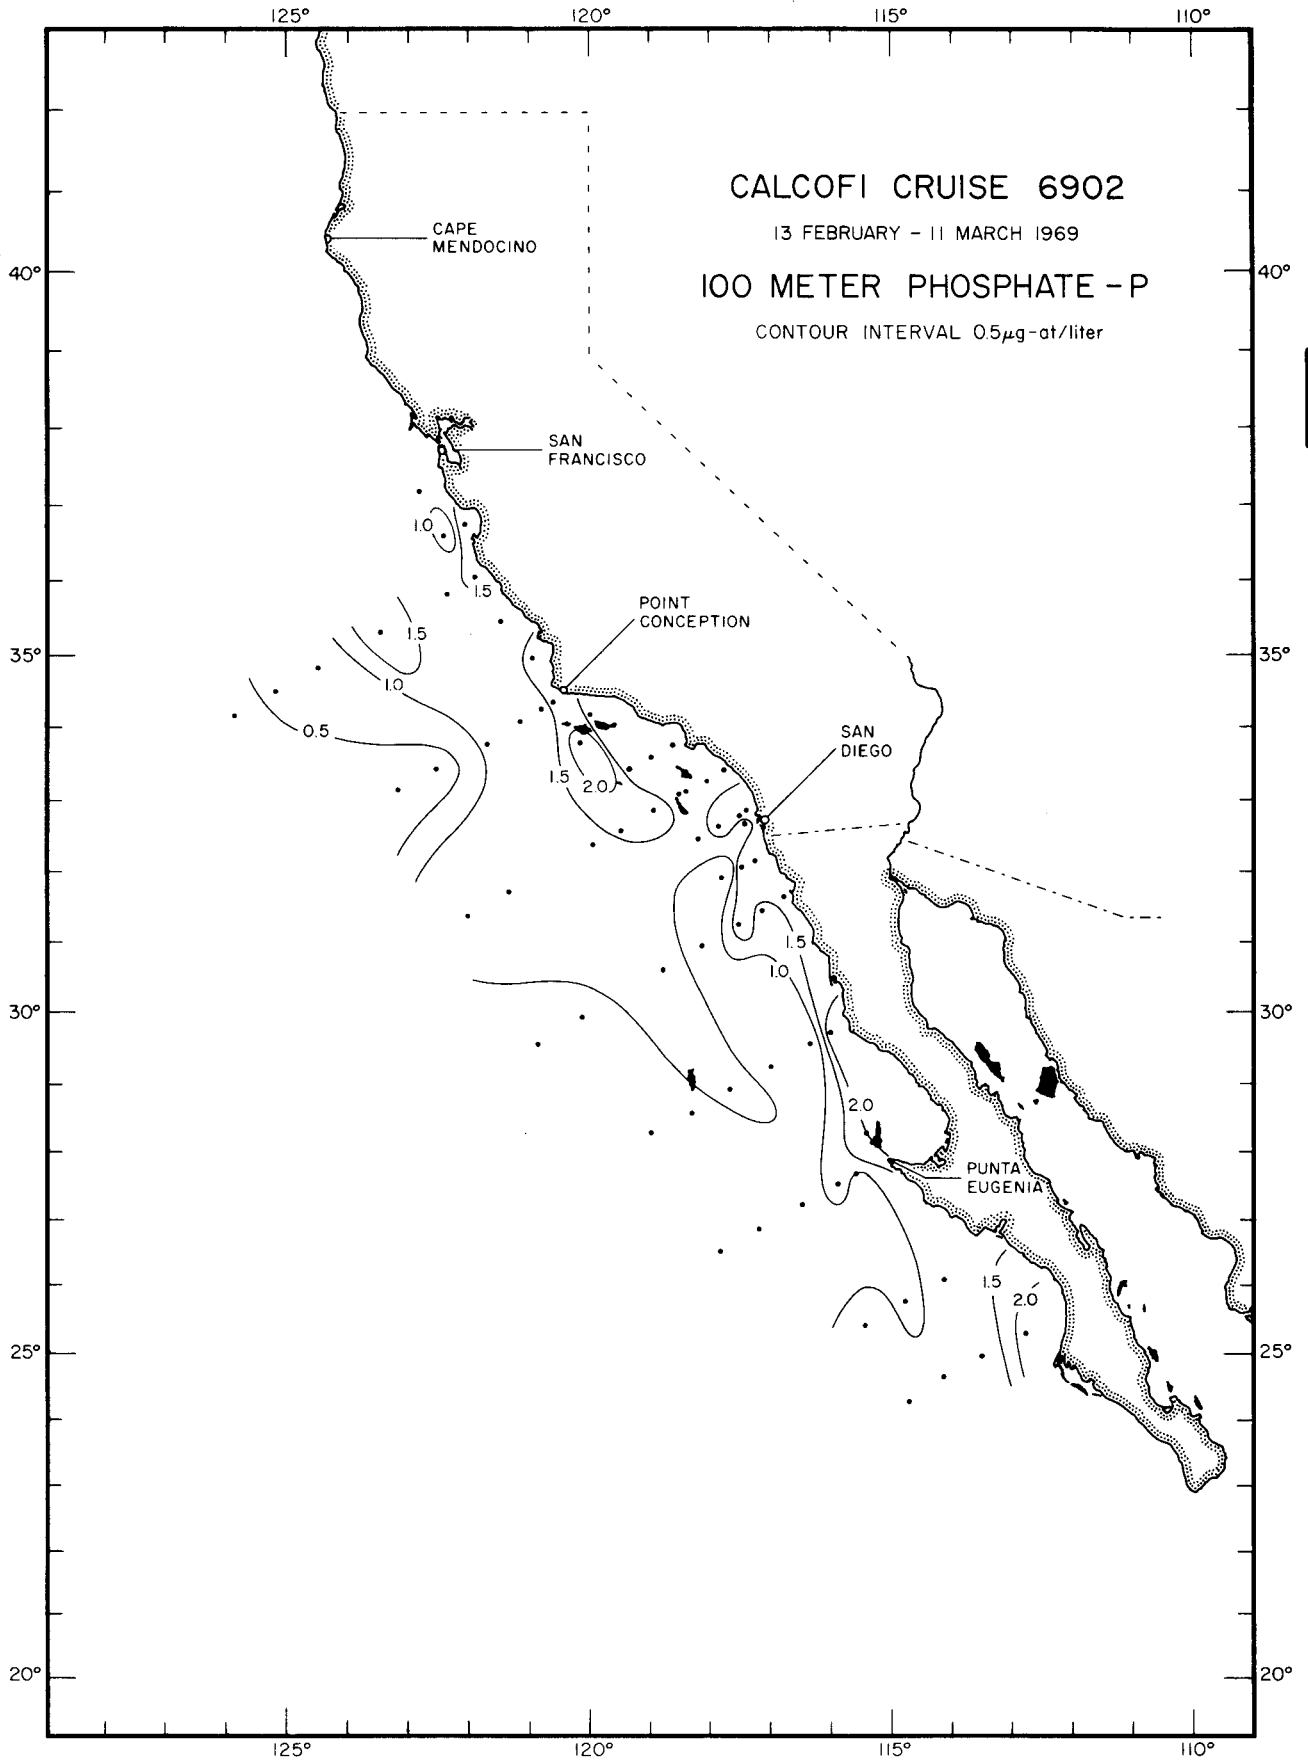 125°
120°
115°
110°
CALCOFI CRUISE 6902
13 FEBRUARY - 11 MARCH 1969
CAPE
MENDOCINO
40°
40°
100 METER PHOSPHATE-P
CONTOUR INTERVAL 0.5μg-at/liter
SAN
FRANCISCO
1.0
1.5
POINT
CONCEPTION
1.5
35°
35°
1.0
0.5
SAN
DIEGO
1.5
2.0
1.5
1.0
30°
30°
2.0
PUNTA
EUGENIA
1.5
2.0
25°
25°
20°
20°
125°
120°
115°
110°